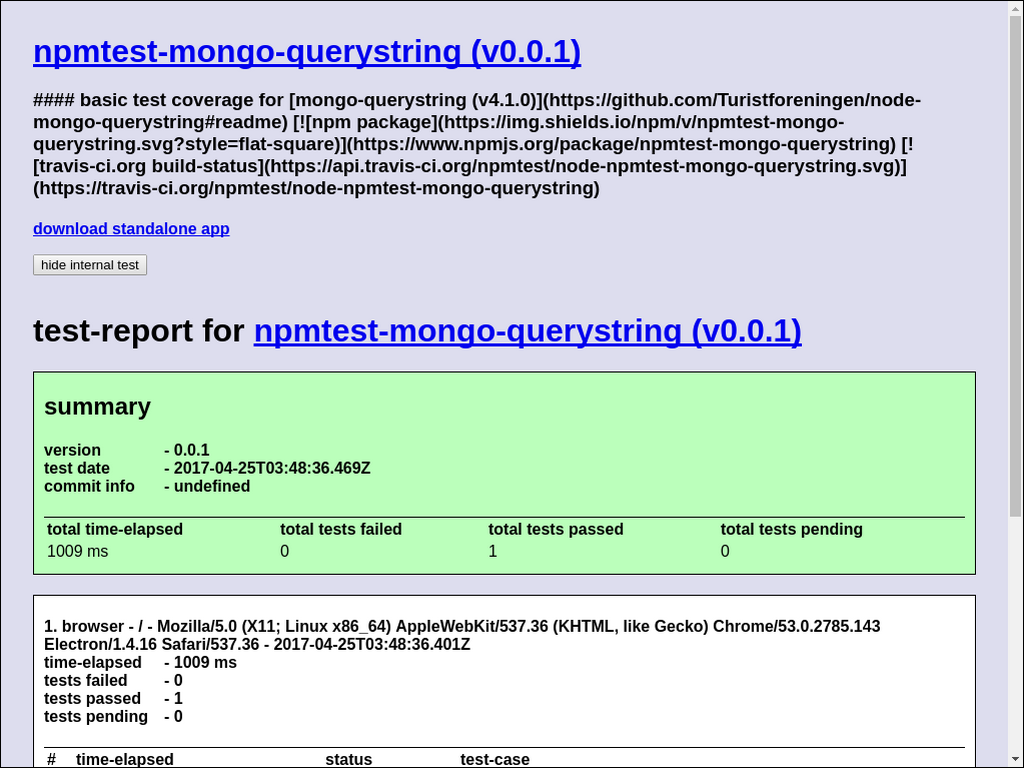 npmtest-mongo-querystring (v0.0.1)
#### basic test coverage for [mongo-querystring (v4.1.0)](https://github.com/Turistforeningen/node-
mongo-querystring#readme) [![npm package](https://img.shields.io/npm/v/npmtest-mongo-
querystring.svg?style=flat-square)](https://www.npmjs.org/package/npmtest-mongo-querystring) [!
[travis-ci.org build-status](https://api.travis-ci.org/npmtest/node-npmtest-mongo-querystring.svg)]
(https://travis-ci.org/npmtest/node-npmtest-mongo-querystring)
download standalone app
hide internal test
test-report for npmtest-mongo-querystring (v0.0.1)
summary
version - 0.0.1
test date - 2017-04-25T03:48:36.469Z
commit info - undefined
total time-elapsed total tests failed total tests passed total tests pending
1009 ms 0 1 0
1. browser - / - Mozilla/5.0 (X11; Linux x86_64) AppleWebKit/537.36 (KHTML, like Gecko) Chrome/53.0.2785.143
Electron/1.4.16 Safari/537.36 - 2017-04-25T03:48:36.401Z
time-elapsed - 1009 ms
tests failed - 0
tests passed - 1
tests pending - 0
# time-elapsed status test-case